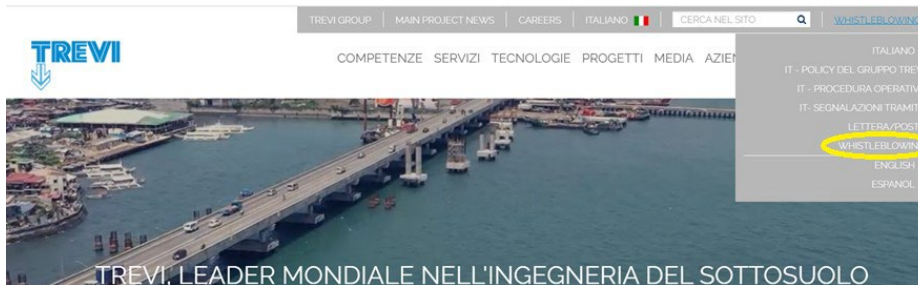 TREVI GROUP MAIN PROJECT NEWS CAREERS ITALIANO CERCA NEL SITO WHISTLEBLOWING
TREVI
COMPETENZE SERVIZI TECNOLOGIE PROGETTI MEDIA AZIEN
ITALIANO
IT - POLICY DEL GRUPPO TREV
IT - PROCEDURA OPERATIV
IT- SEGNALAZIONI TRAMIT
LETTERA/POST
WHISTLEBLOWIN
ENGLISH
ESPANOL
TREVI, LEADER MONDIALE NELL'INGEGNERIA DEL SOTTOSUOLO